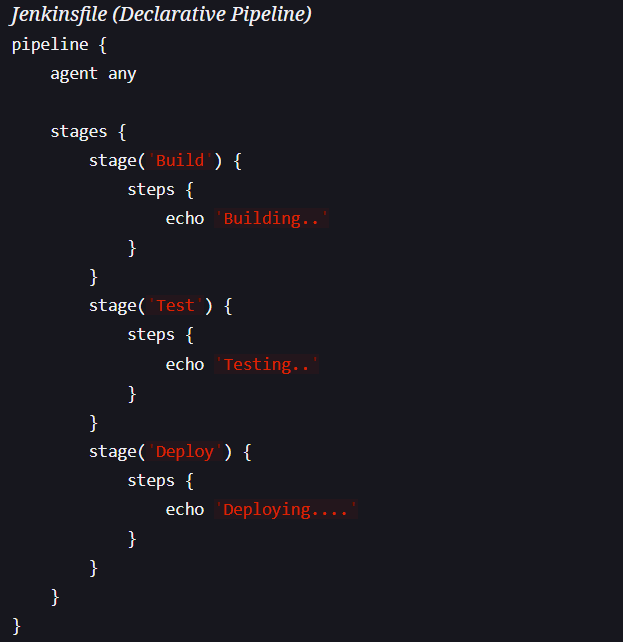 Jenkinsfile (Declarative Pipeline)
pipeline {
    agent any

    stages {
        stage('Build') {
            steps {
                echo 'Building..'
            }
        }
        stage('Test') {
            steps {
                echo 'Testing..'
            }
        }
        stage('Deploy') {
            steps {
                echo 'Deploying....'
            }
        }
    }
}